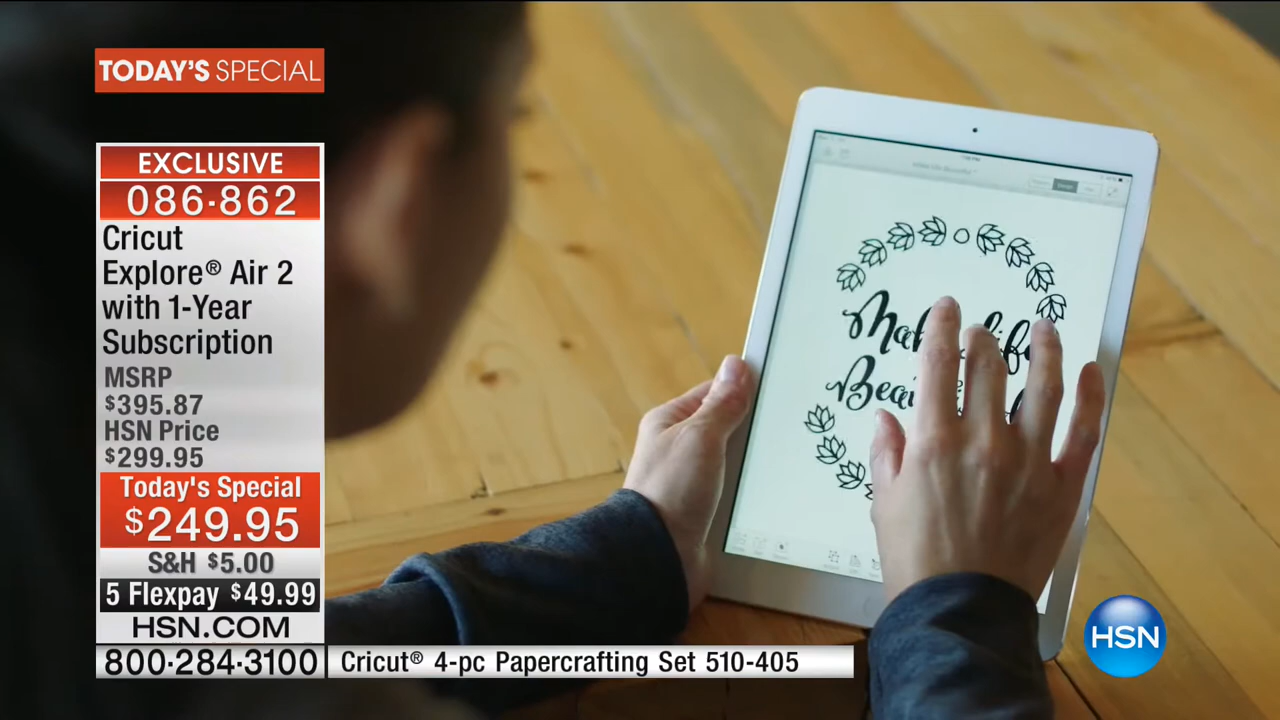 TODAY'S SPECIAL
EXCLUSIVE
086-862
Cricut
Explore® Air 2
with 1-Year
Subscription
MSRP
$395.87
HSN Price
$299.95
Today's Special
$249.95
S&H $5.00
5 Flexpay $49.99
HSN.COM
800-284-3100
Cricut® 4-pc Papercrafting Set 510-405
HSN